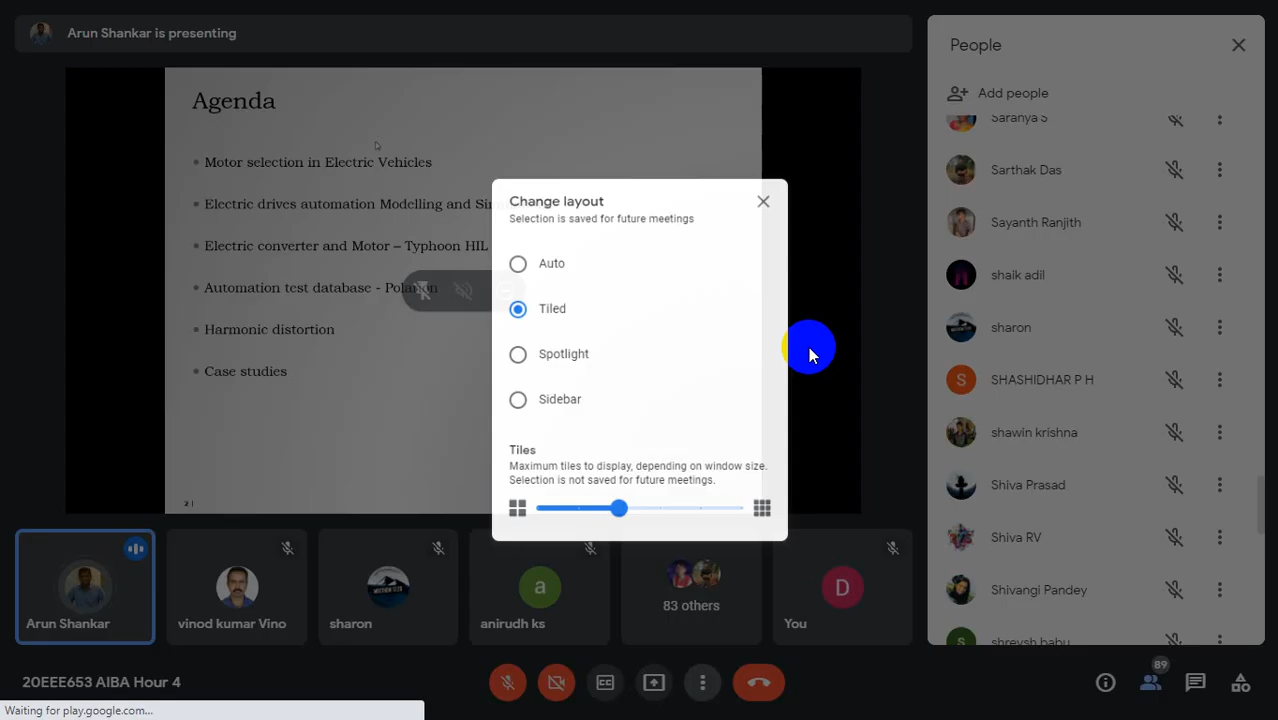 Arun Shankar is presenting
Agenda
Motor selection in Electric Vehicles
Electric drives automation Modelling and
Electric converter and Motor – Typhoon HIL
Automation test database - Polarion
Harmonic distortion
Case studies
2 |
Change layout
Selection is saved for future meetings
Auto
Tiled
Spotlight
Sidebar
Tiles
Maximum tiles to display, depending on window size.
Selection is not saved for future meetings.
People
Add people
Saranya S
Sarthak Das
Sayanth Ranjith
shaik adil
sharon
SHASHIDHAR P H
shawin krishna
Shiva Prasad
Shiva RV
Shivangi Pandey
S
shreysh babu
s
Arun Shankar
vinod kumar Vino
sharon
a
anirudh ks
83 others
D
You
20EEE653 AIBA Hour 4
89
Waiting for play.google.com...